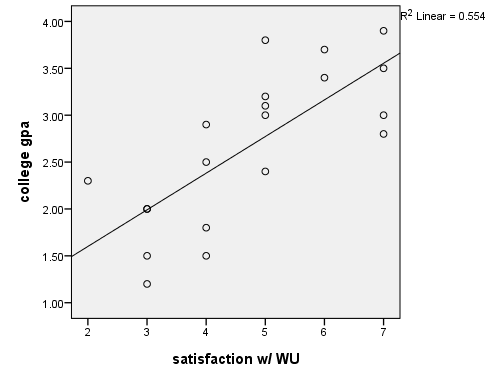 R2 Linear = 0.554
4.00
3.50
3.00
2.50
2.00
1.50
1.00
college gpa
2 3 4 5 6 7
satisfaction w/ WU